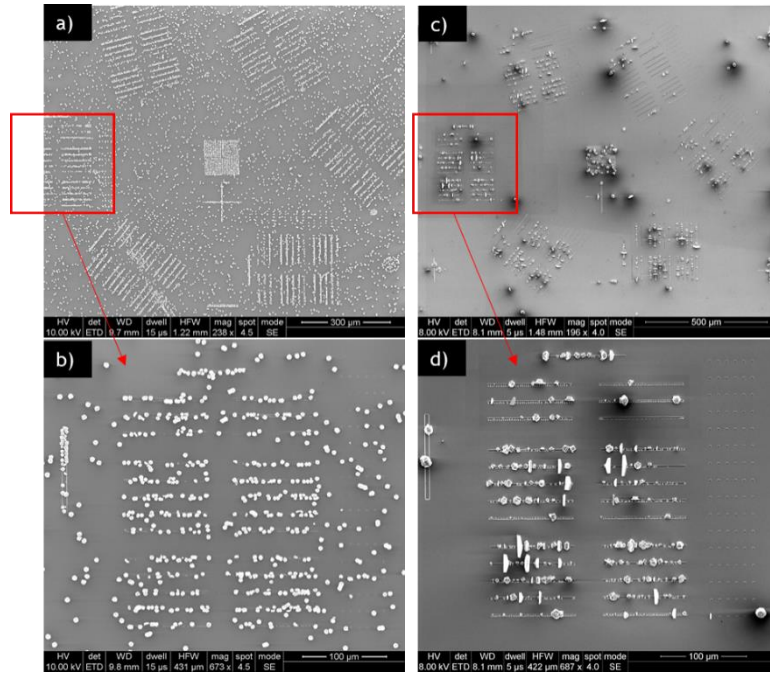 a)
HV det WD dwell HFW mag spot mode
10.00 kV ETD 9.7 mm 15 µs 1.22 mm 238 x 4.5 SE
300 µm
c)
HV det WD dwell HFW mag spot mode
8.00 kV ETD 8.1 mm 5 µs 1.48 mm 196 x 4.0 SE
500 µm
b)
HV det WD dwell HFW mag spot mode
10.00 kV ETD 9.8 mm 15 µs 431 µm 673 x 4.5 SE
100 µm
d)
HV det WD dwell HFW mag spot mode
8.00 kV ETD 8.1 mm 5 µs 422 µm 687 x 4.0 SE
100 µm